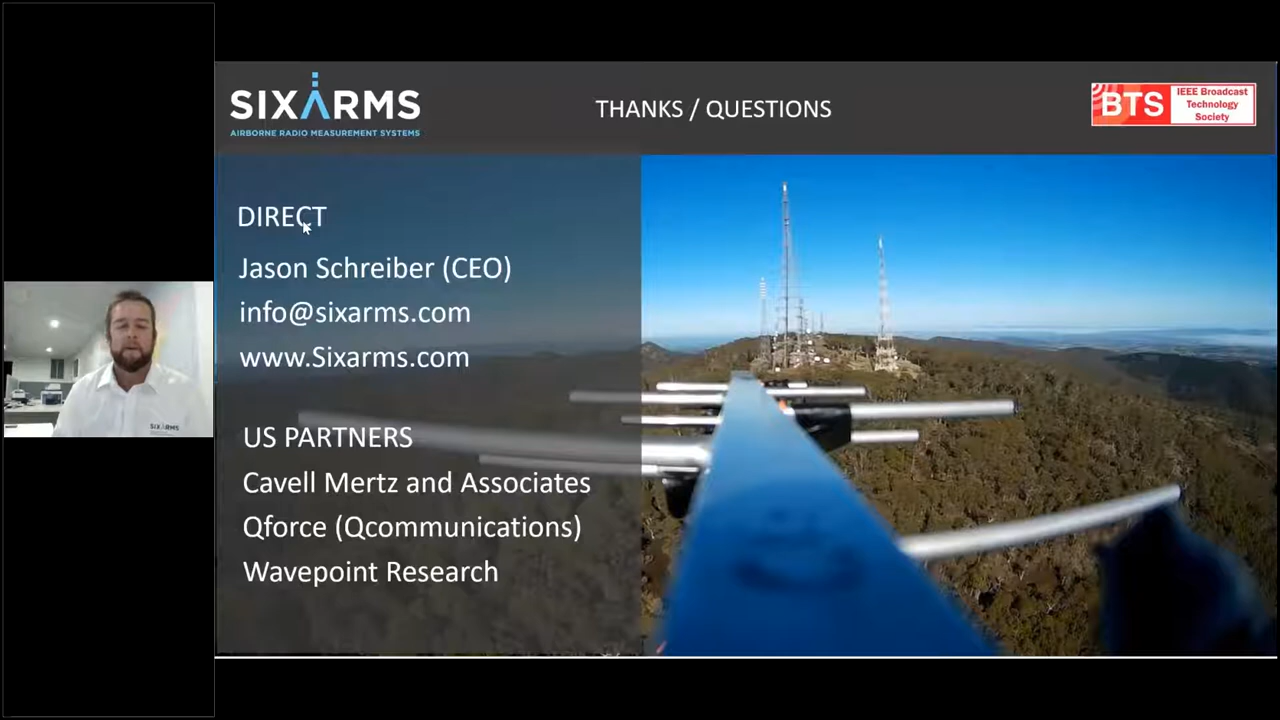 SIXARMS
AIRBORNE RADIO MEASUREMENT SYSTEMS
THANKS / QUESTIONS
BTS
IEEE Broadcast
Technology
Society
DIRECT
Jason Schreiber (CEO)
info@sixarms.com
www.Sixarms.com
US PARTNERS
Cavell Mertz and Associates
Qforce (Qcommunications)
Wavepoint Research
SIXARMS